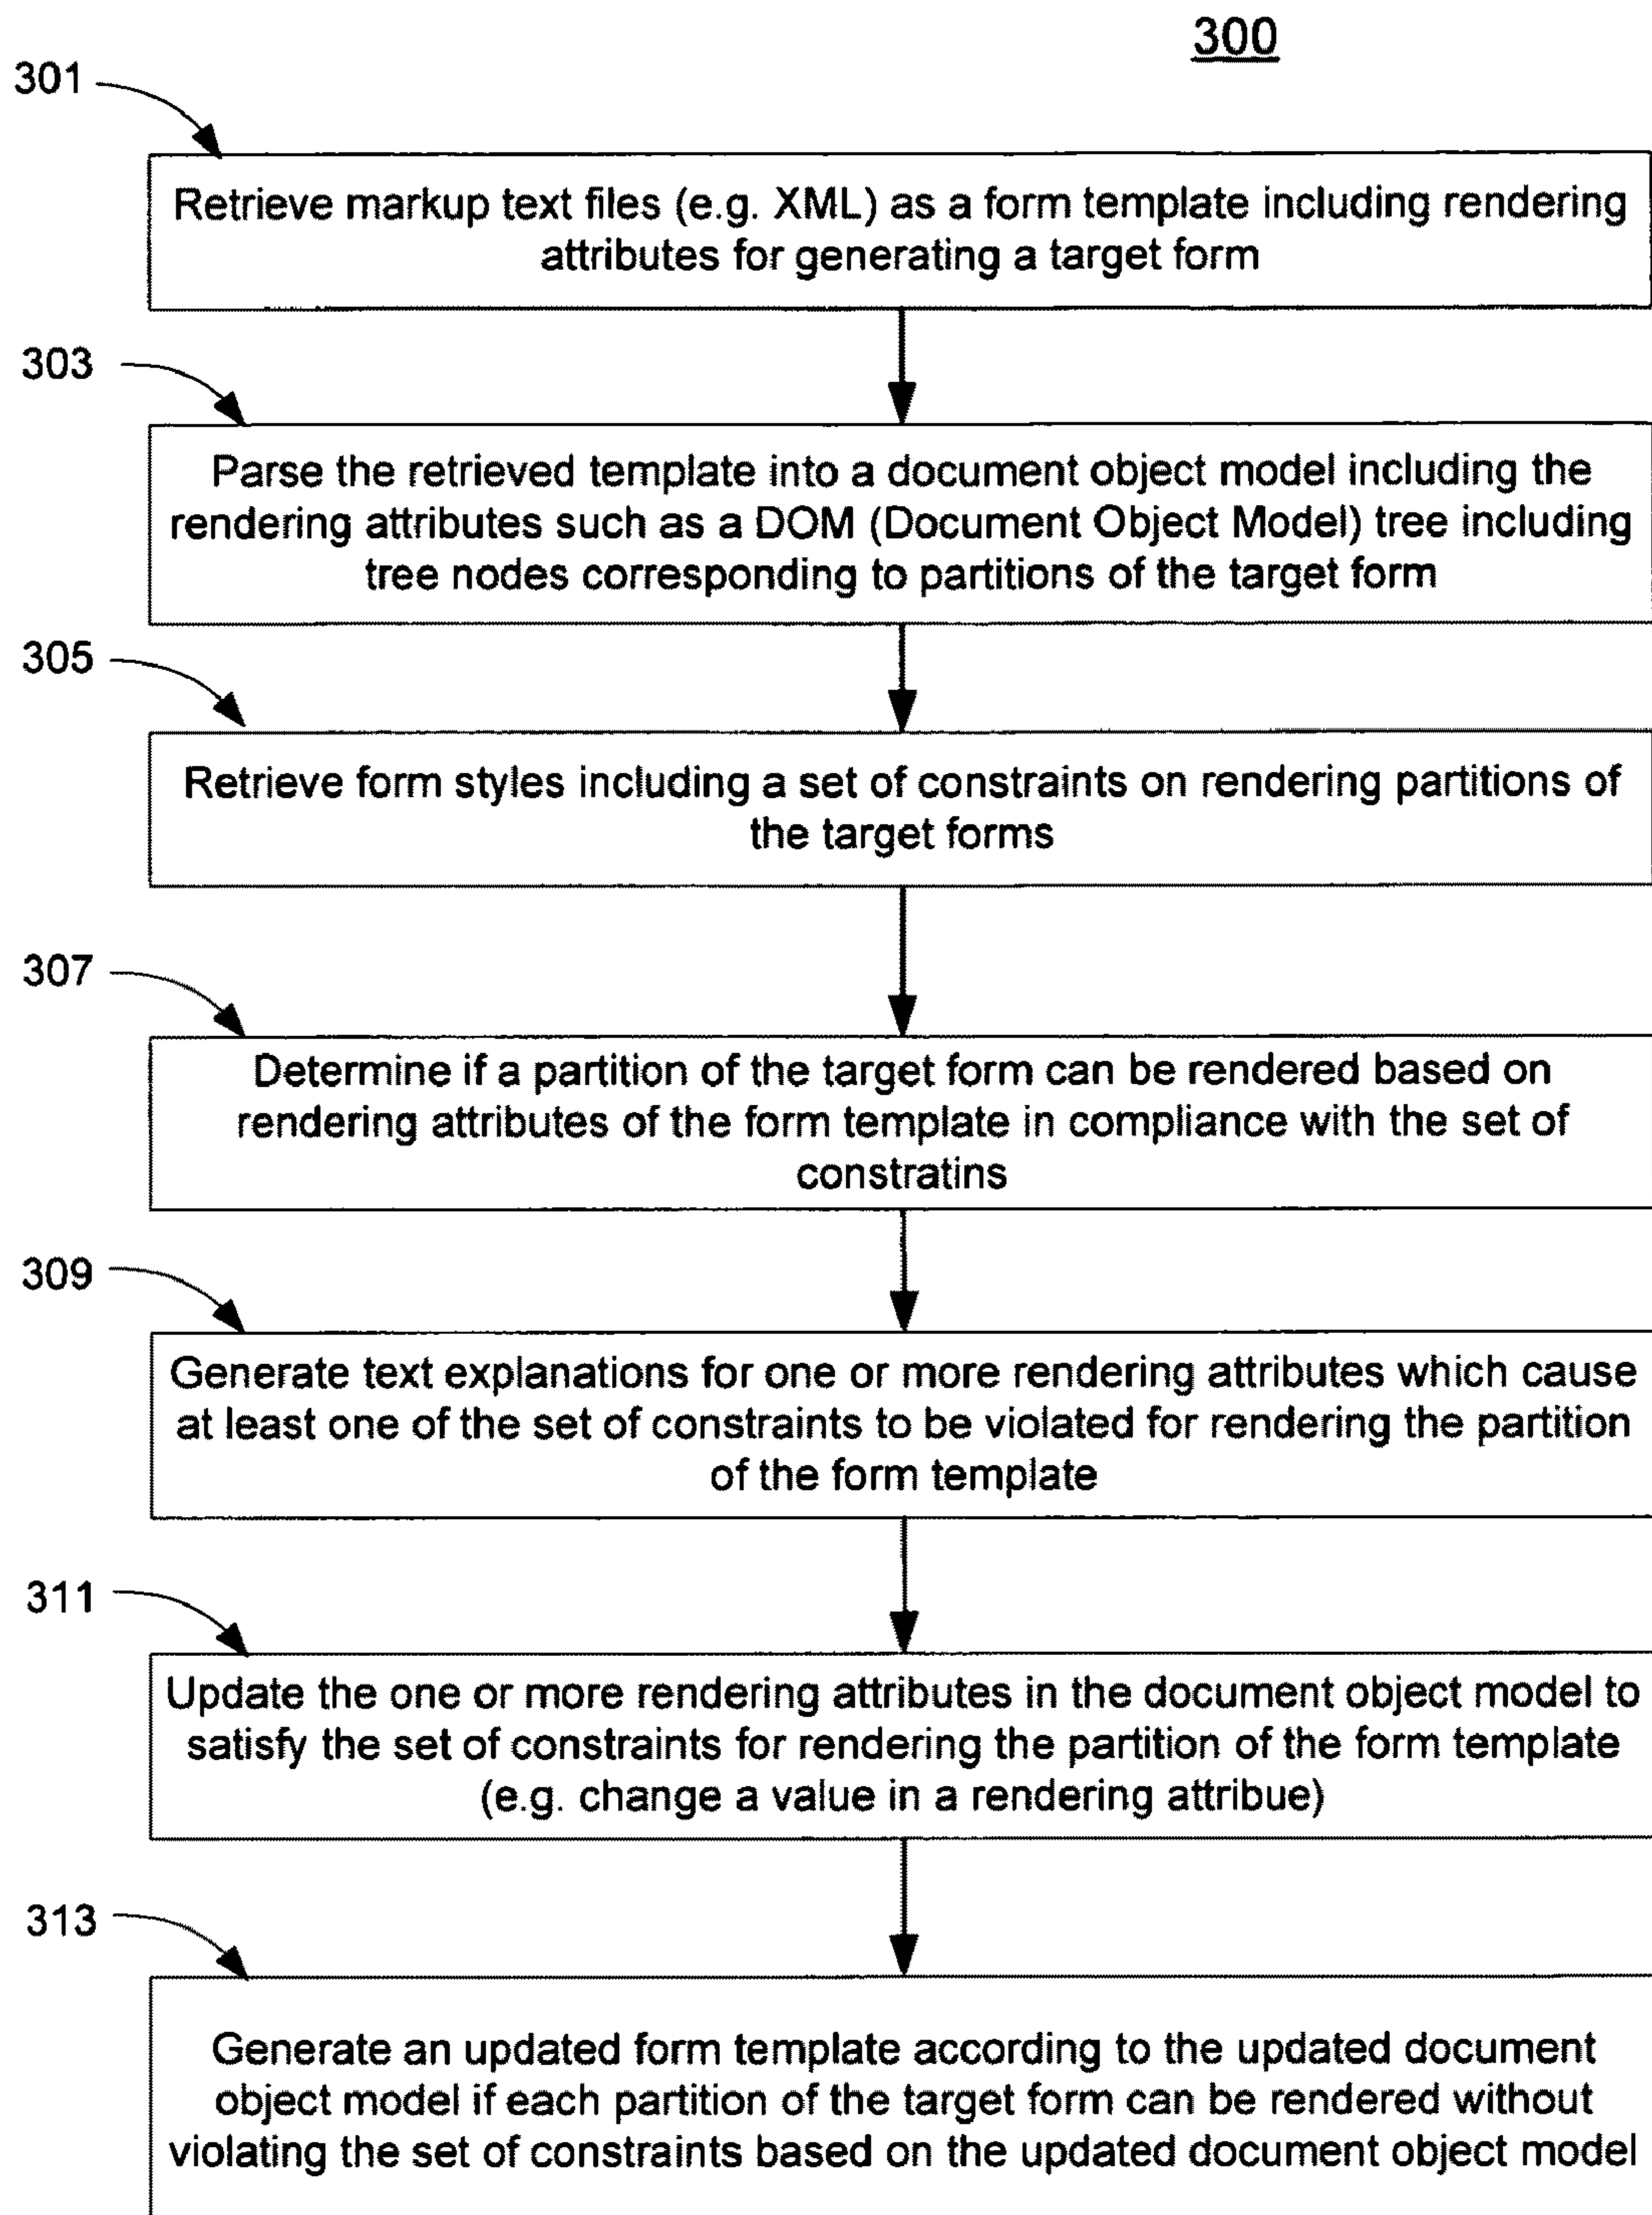 300
301
Retrieve markup text files (e.g. XML) as a form template including rendering
attributes for generating a target form
303
Parse the retrieved template into a document object model including the
rendering attributes such as a DOM (Document Object Model) tree including
tree nodes corresponding to partitions of the target form
305
Retrieve form styles including a set of constraints on rendering partitions of
the target forms
307
Determine if a partition of the target form can be rendered based on
rendering attributes of the form template in compliance with the set of
constratins
309
Generate text explanations for one or more rendering attributes which cause
at least one of the set of constraints to be violated for rendering the partition
of the form template
311
Update the one or more rendering attributes in the document object model to
satisfy the set of constraints for rendering the partition of the form template
(e.g. change a value in a rendering attribue)
313
Generate an updated form template according to the updated document
object model if each partition of the target form can be rendered without
violating the set of constraints based on the updated document object model